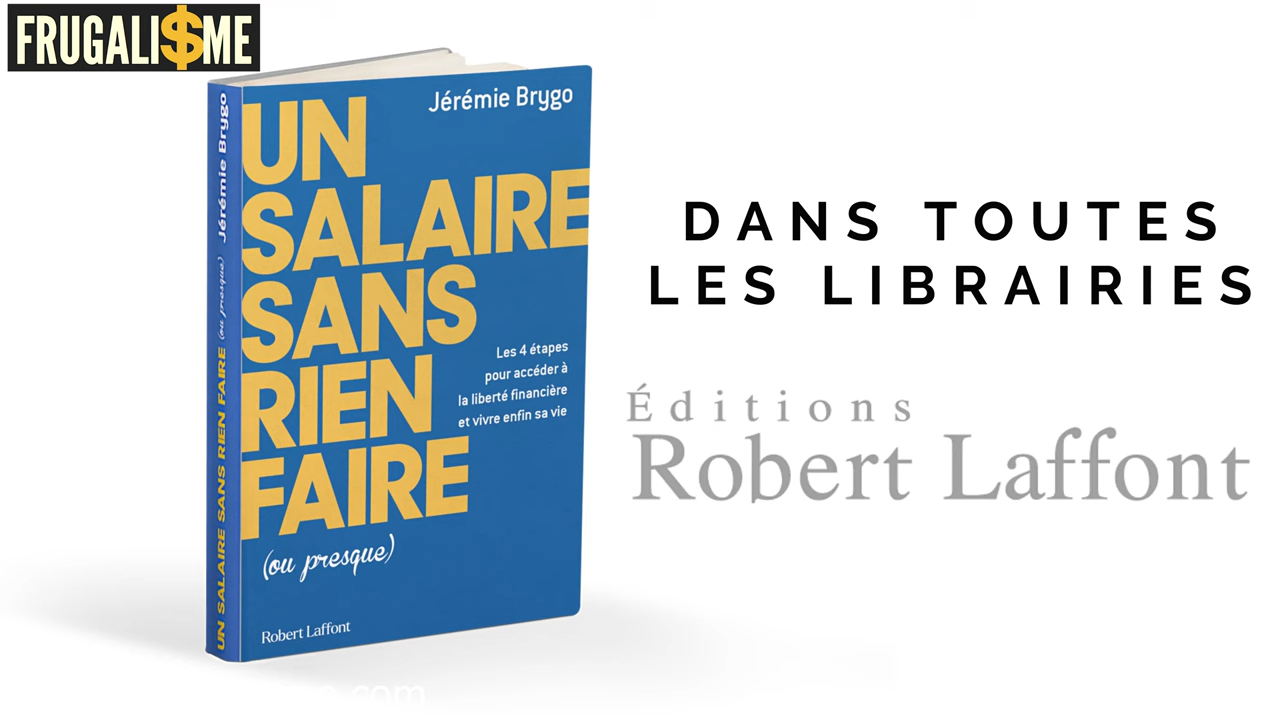 FRUGALI$ME
Jérémie Brygo
UN
SALAIRE
SANS
RIEN
FAIRE
(ou presque)
Les 4 étapes
pour accéder à
la liberté financière
et vivre enfin sa vie
Robert Laffont
UN SALAIRE SANS RIEN FAIRE (ou presque) Jérémie Brygo
DANS TOUTES
LES LIBRAIRIES
Éditions
Robert Laffont